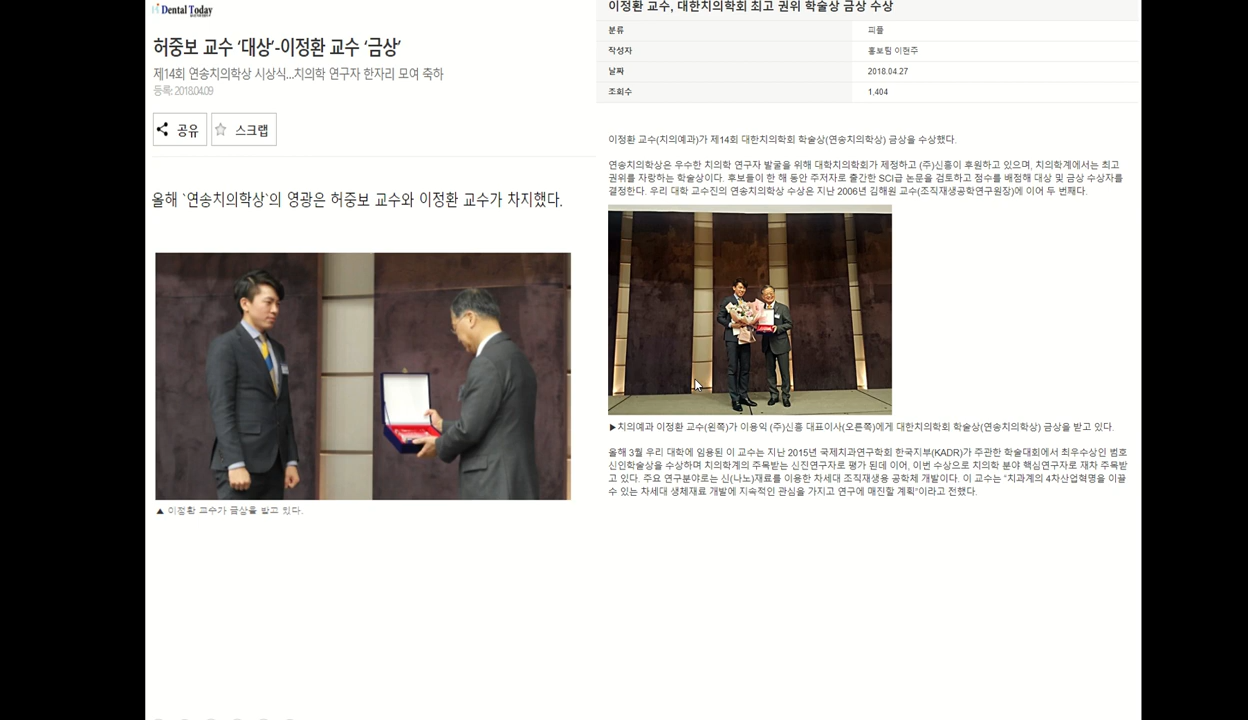 Dental Today
허중보 교수 ‘대상’-이정환 교수 ‘금상’
제14회 연송치의학상 시상식...치의학 연구자 한자리 모여 축하
등록: 2018.04.09
공유
스크랩
올해 `연송치의학상`의 영광은 허중보 교수와 이정환 교수가 차지했다.
▲ 이정환 교수가 금상을 받고 있다.
이정환 교수, 대한치의학회 최고 권위 학술상 금상 수상
분류 피플
작성자 홍보팀 이현주
날짜 2018.04.27
조회수 1,404
이정환 교수(치의예과)가 제14회 대한치의학회 학술상(연송치의학상) 금상을 수상했다.
연송치의학상은 우수한 치의학 연구자 발굴을 위해 대학치의학회가 제정하고 (주)신흥이 후원하고 있으며, 치의학계에서는 최고
권위를 자랑하는 학술상이다. 후보들이 한 해 동안 주저자로 출간한 SCI급 논문을 검토하고 점수를 배점해 대상 및 금상 수상자를
결정한다. 우리 대학 교수진의 연송치의학상 수상은 지난 2006년 김해원 교수(조직재생공학연구원장)에 이어 두 번째다.
▶치의예과 이정환 교수(왼쪽)가 이용익 (주)신흥 대표이사(오른쪽)에게 대한치의학회 학술상(연송치의학상) 금상을 받고 있다.
올해 3월 우리 대학에 임용된 이 교수는 지난 2015년 국제치과연구학회 한국지부(KADR)가 주관한 학술대회에서 최우수상인 범호
신인학술상을 수상하며 치의학계의 주목받는 신진연구자로 평가 된데 이어, 이번 수상으로 치의학 분야 핵심연구자로 재차 주목받
고 있다. 주요 연구분야로는 신(나노)재료를 이용한 차세대 조직재생용 공학체 개발이다. 이 교수는 “치과계의 4차산업혁명을 이끌
수 있는 차세대 생체재료 개발에 지속적인 관심을 가지고 연구에 매진할 계획”이라고 전했다.